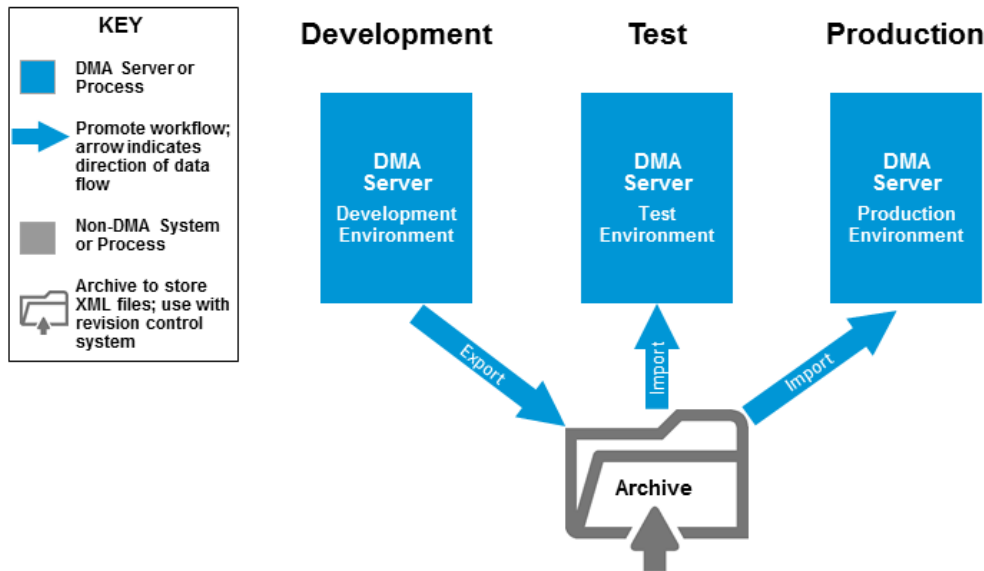 KEY
DMA Server or
Process
Promote workflow;
arrow indicates
direction of data
flow
Non-DMA System
or Process
Archive to store
XML files; use with
revision control
system
Development
Test
Production
DMA
Server
Development
Environment
DMA
Server
Test
Environment
DMA
Server
Production
Environment
Export
Import
Import
Archive